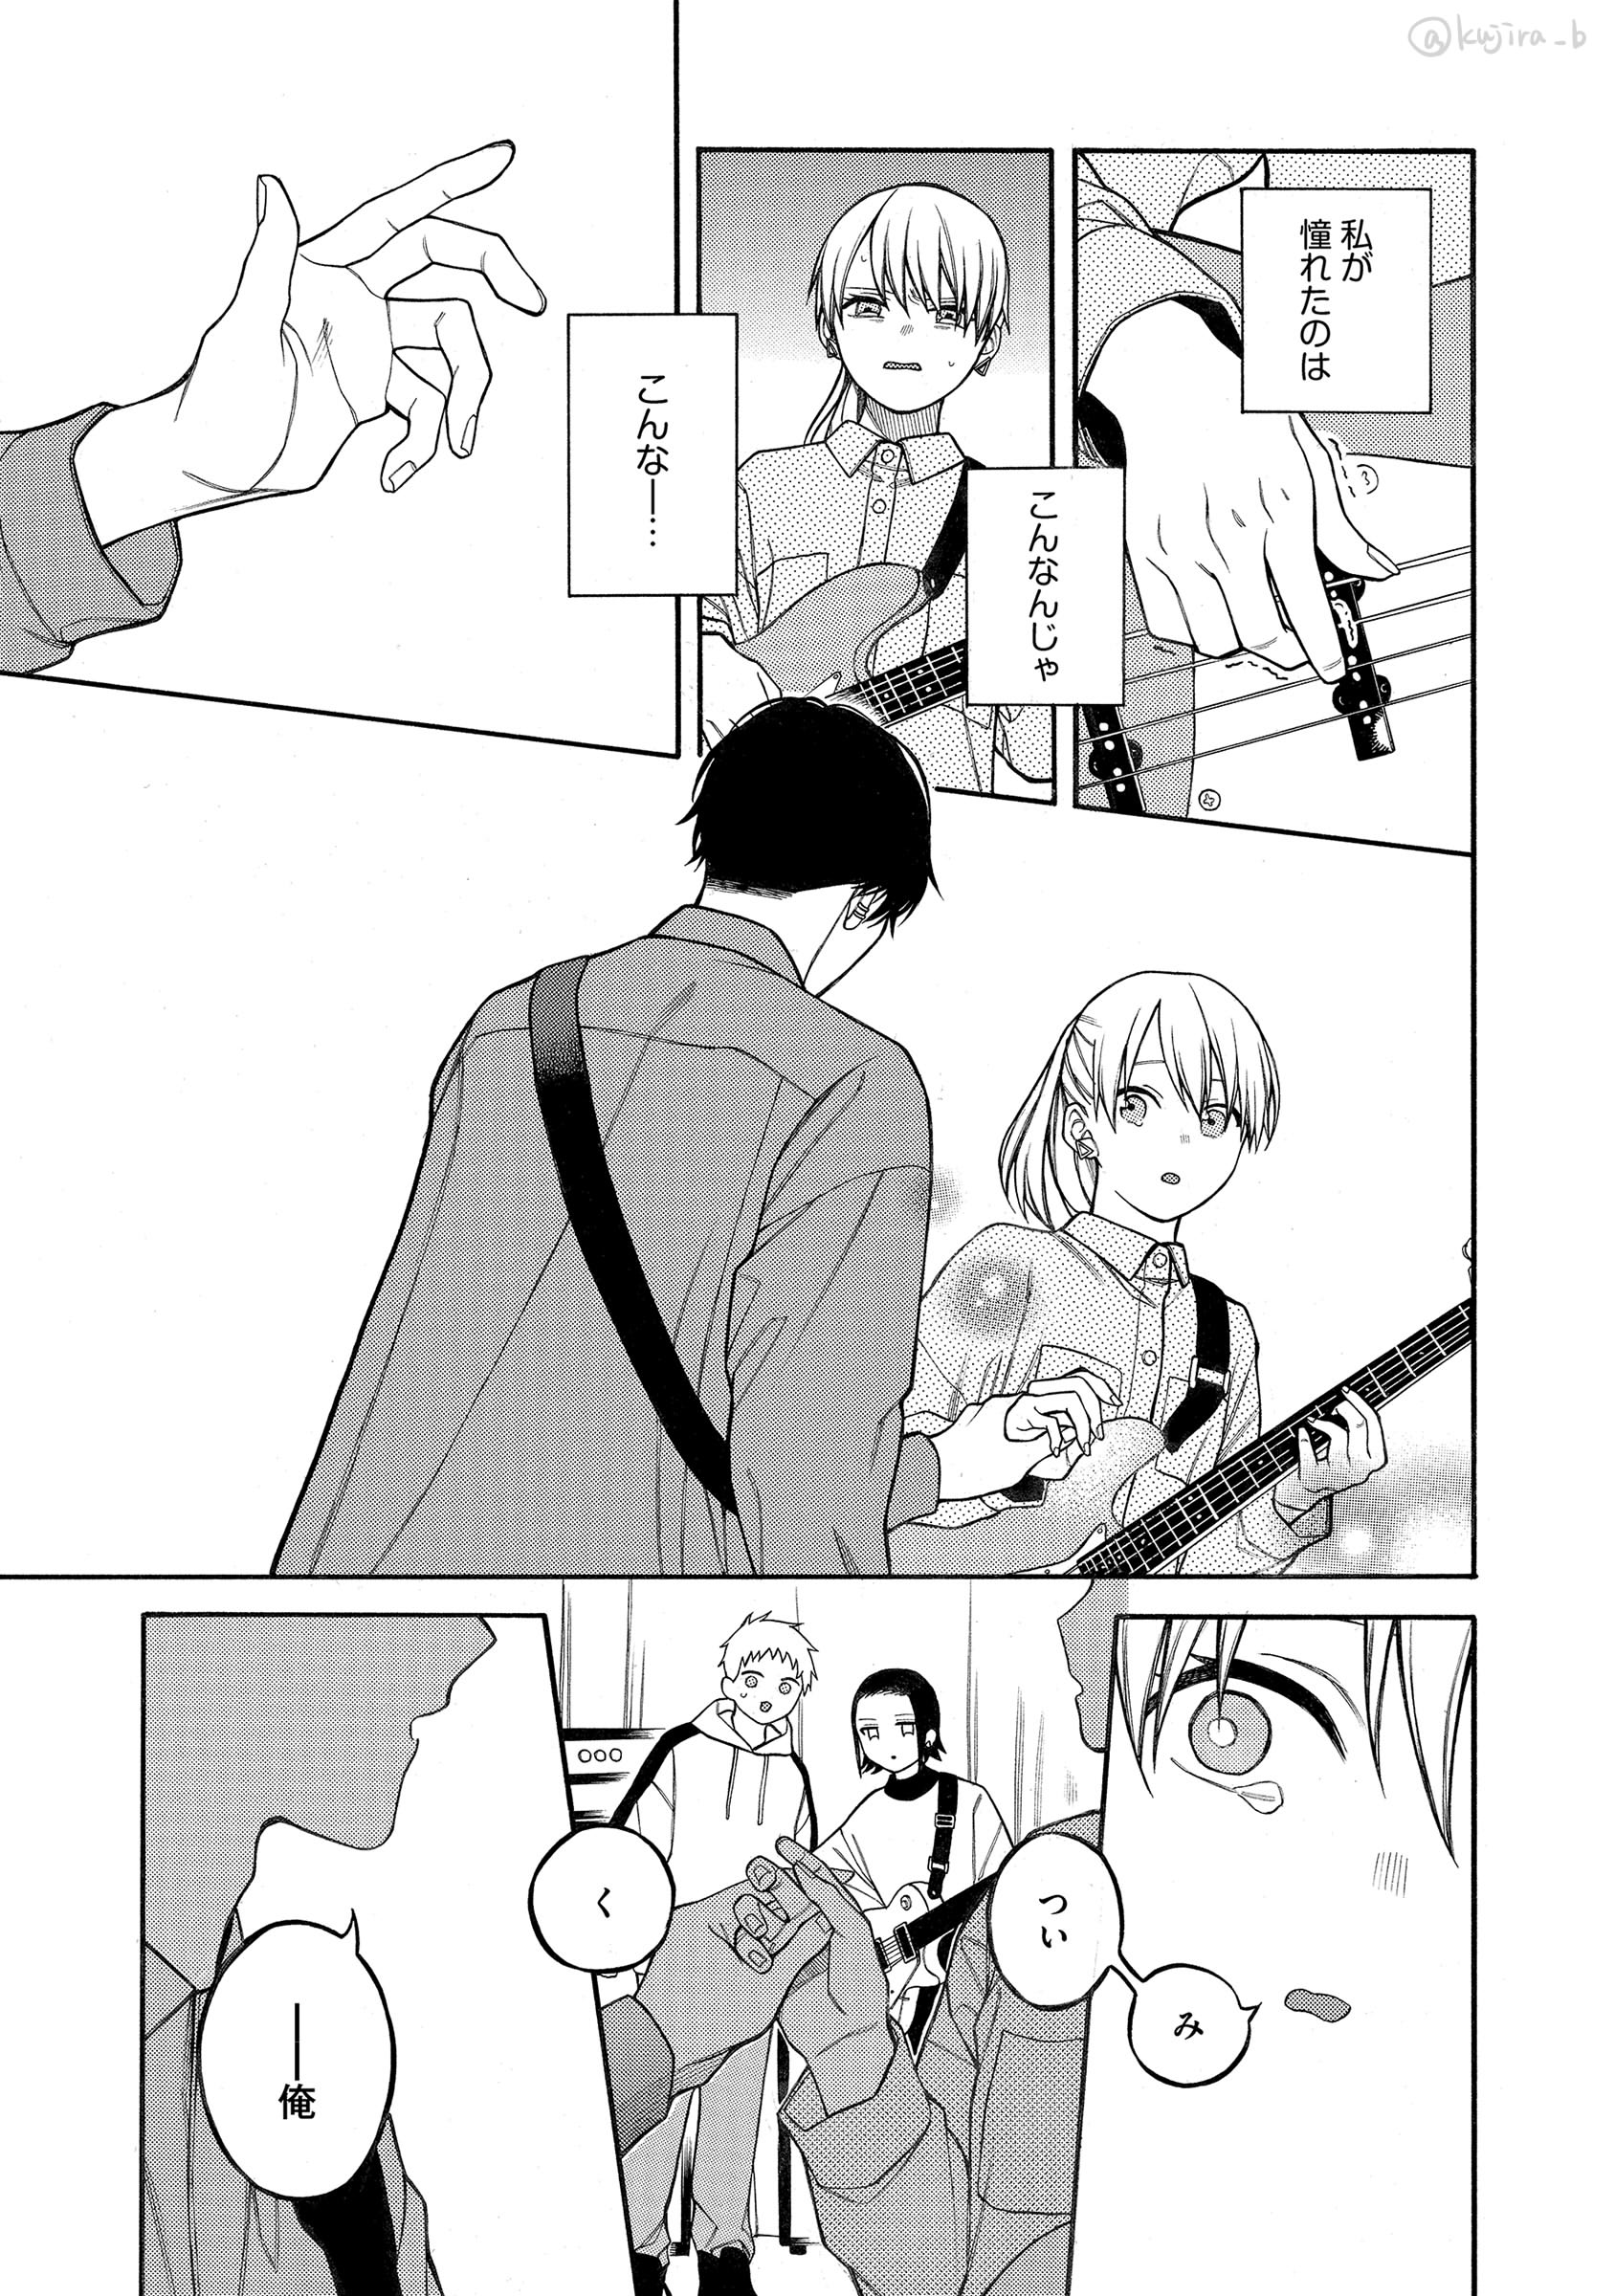 @kujira_b
私が
憧れたのは
こんなんじゃ
こんなー…
つい
み
く
──俺